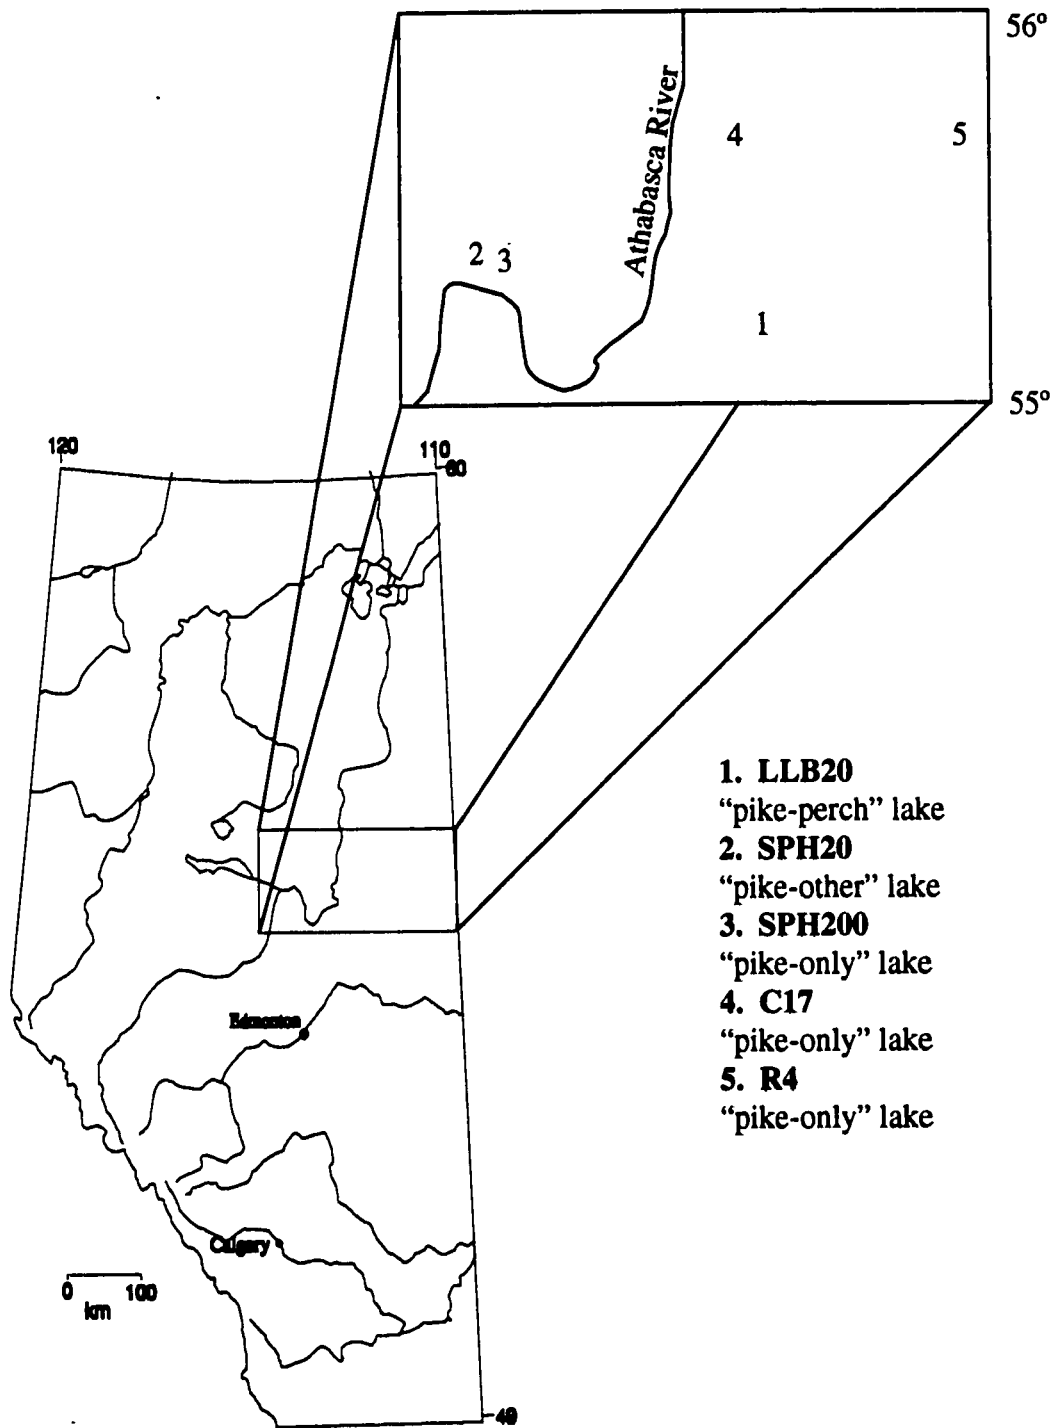 56°
Athabasca River
4
5
2
3
1
55°
120
110
60
1. LLB20
"pike-perch" lake
2. SPH20
"pike-other" lake
3. SPH200
"pike-only" lake
4. C17
"pike-only" lake
5. R4
"pike-only" lake
Edmonton
Calgary
0 100
km
49